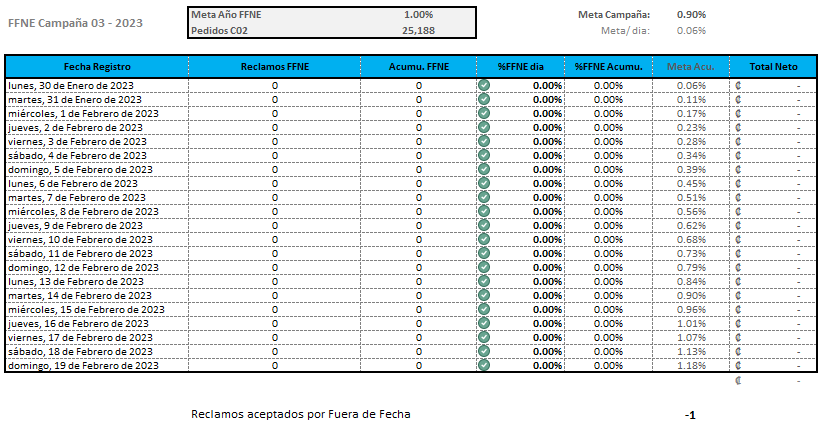 FFNE Campaña 03 - 2023
Meta Año FFNE 1.00%
Pedidos C02 25,188
Meta Campaña: 0.90%
Meta/ dia: 0.06%
Fecha Registro Reclamos FFNE Acumu. FFNE %FFNE dia %FFNE Acumu. Meta Acu. Total Neto
lunes, 30 de Enero de 2023 0 0 0.00% 0.00% 0.06% ₡ -
martes, 31 de Enero de 2023 0 0 0.00% 0.00% 0.11% ₡ -
miércoles, 1 de Febrero de 2023 0 0 0.00% 0.00% 0.17% ₡ -
jueves, 2 de Febrero de 2023 0 0 0.00% 0.00% 0.23% ₡ -
viernes, 3 de Febrero de 2023 0 0 0.00% 0.00% 0.28% ₡ -
sábado, 4 de Febrero de 2023 0 0 0.00% 0.00% 0.34% ₡ -
domingo, 5 de Febrero de 2023 0 0 0.00% 0.00% 0.39% ₡ -
lunes, 6 de Febrero de 2023 0 0 0.00% 0.00% 0.45% ₡ -
martes, 7 de Febrero de 2023 0 0 0.00% 0.00% 0.51% ₡ -
miércoles, 8 de Febrero de 2023 0 0 0.00% 0.00% 0.56% ₡ -
jueves, 9 de Febrero de 2023 0 0 0.00% 0.00% 0.62% ₡ -
viernes, 10 de Febrero de 2023 0 0 0.00% 0.00% 0.68% ₡ -
sábado, 11 de Febrero de 2023 0 0 0.00% 0.00% 0.73% ₡ -
domingo, 12 de Febrero de 2023 0 0 0.00% 0.00% 0.79% ₡ -
lunes, 13 de Febrero de 2023 0 0 0.00% 0.00% 0.84% ₡ -
martes, 14 de Febrero de 2023 0 0 0.00% 0.00% 0.90% ₡ -
miércoles, 15 de Febrero de 2023 0 0 0.00% 0.00% 0.96% ₡ -
jueves, 16 de Febrero de 2023 0 0 0.00% 0.00% 1.01% ₡ -
viernes, 17 de Febrero de 2023 0 0 0.00% 0.00% 1.07% ₡ -
sábado, 18 de Febrero de 2023 0 0 0.00% 0.00% 1.13% ₡ -
domingo, 19 de Febrero de 2023 0 0 0.00% 0.00% 1.18% ₡ -
₡ -
Reclamos aceptados por Fuera de Fecha -1